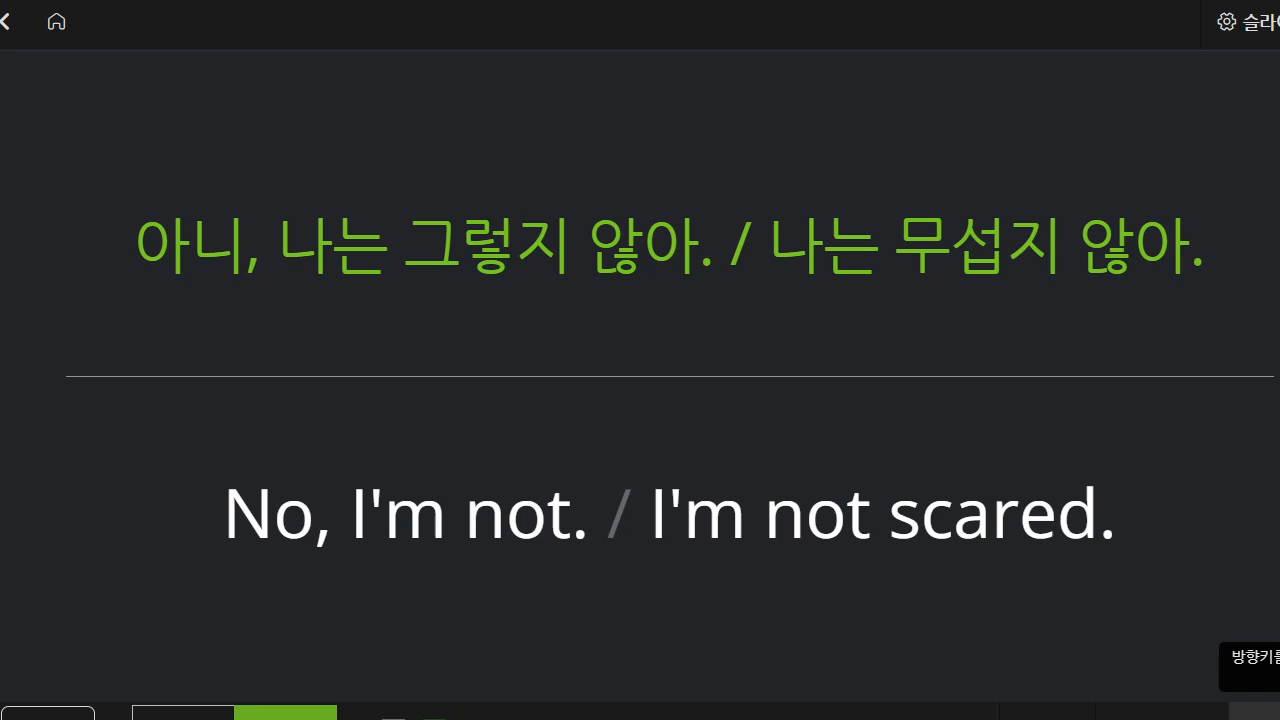 아니, 나는 그렇지 않아. / 나는 무섭지 않아.
No, I'm not. / I'm not scared.